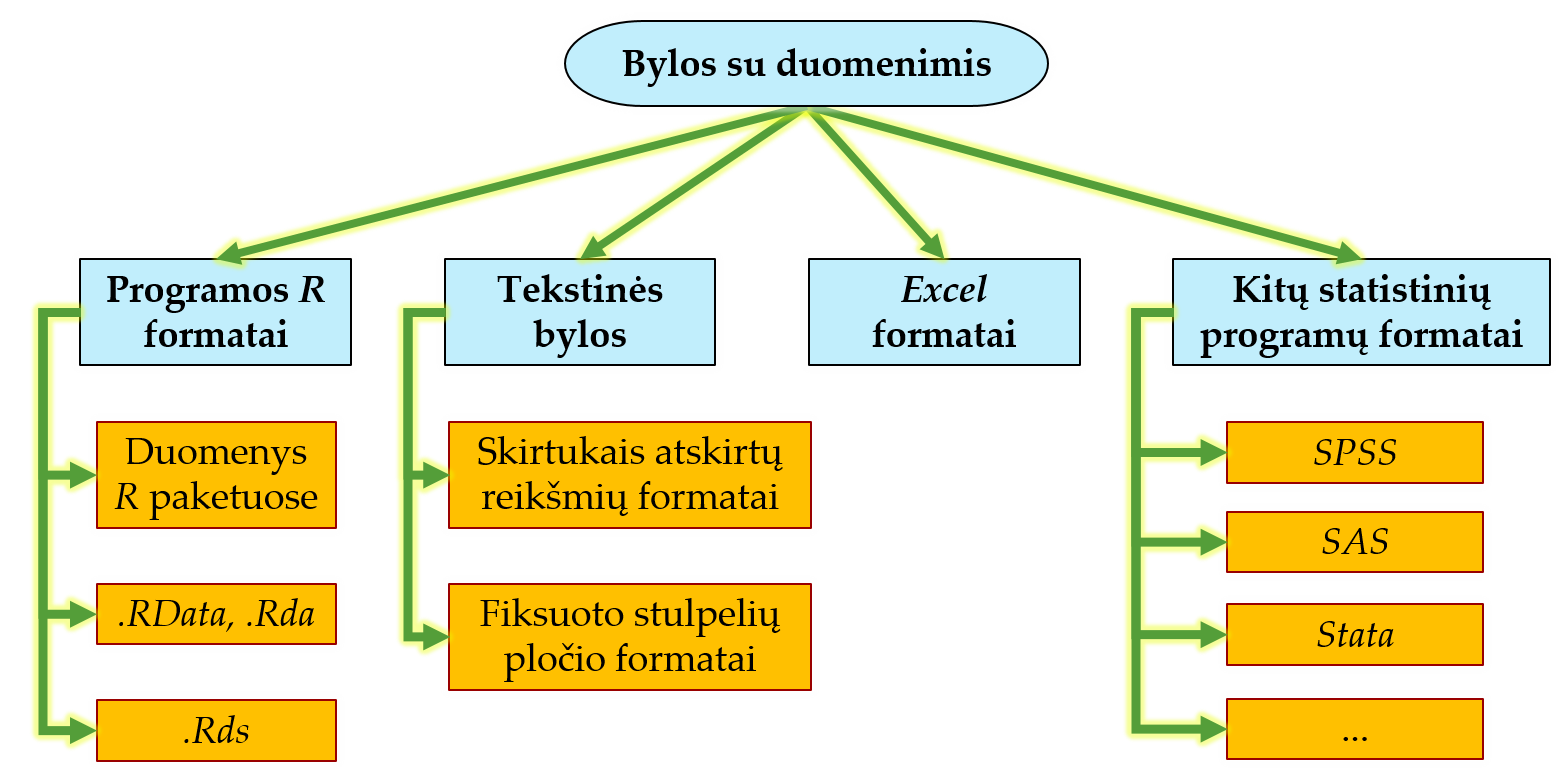 Bylos su duomenimis
Programos R
formatai
Duomenys
R paketuose
.RData, .Rda
.Rds
Tekstinės
bylos
Skirtukais atskirtų
reikšmių formatai
Fiksuoto stulpelių
pločio formatai
Excel
formatai
Kitų statistinių
programų formatai
SPSS
SAS
Stata
...